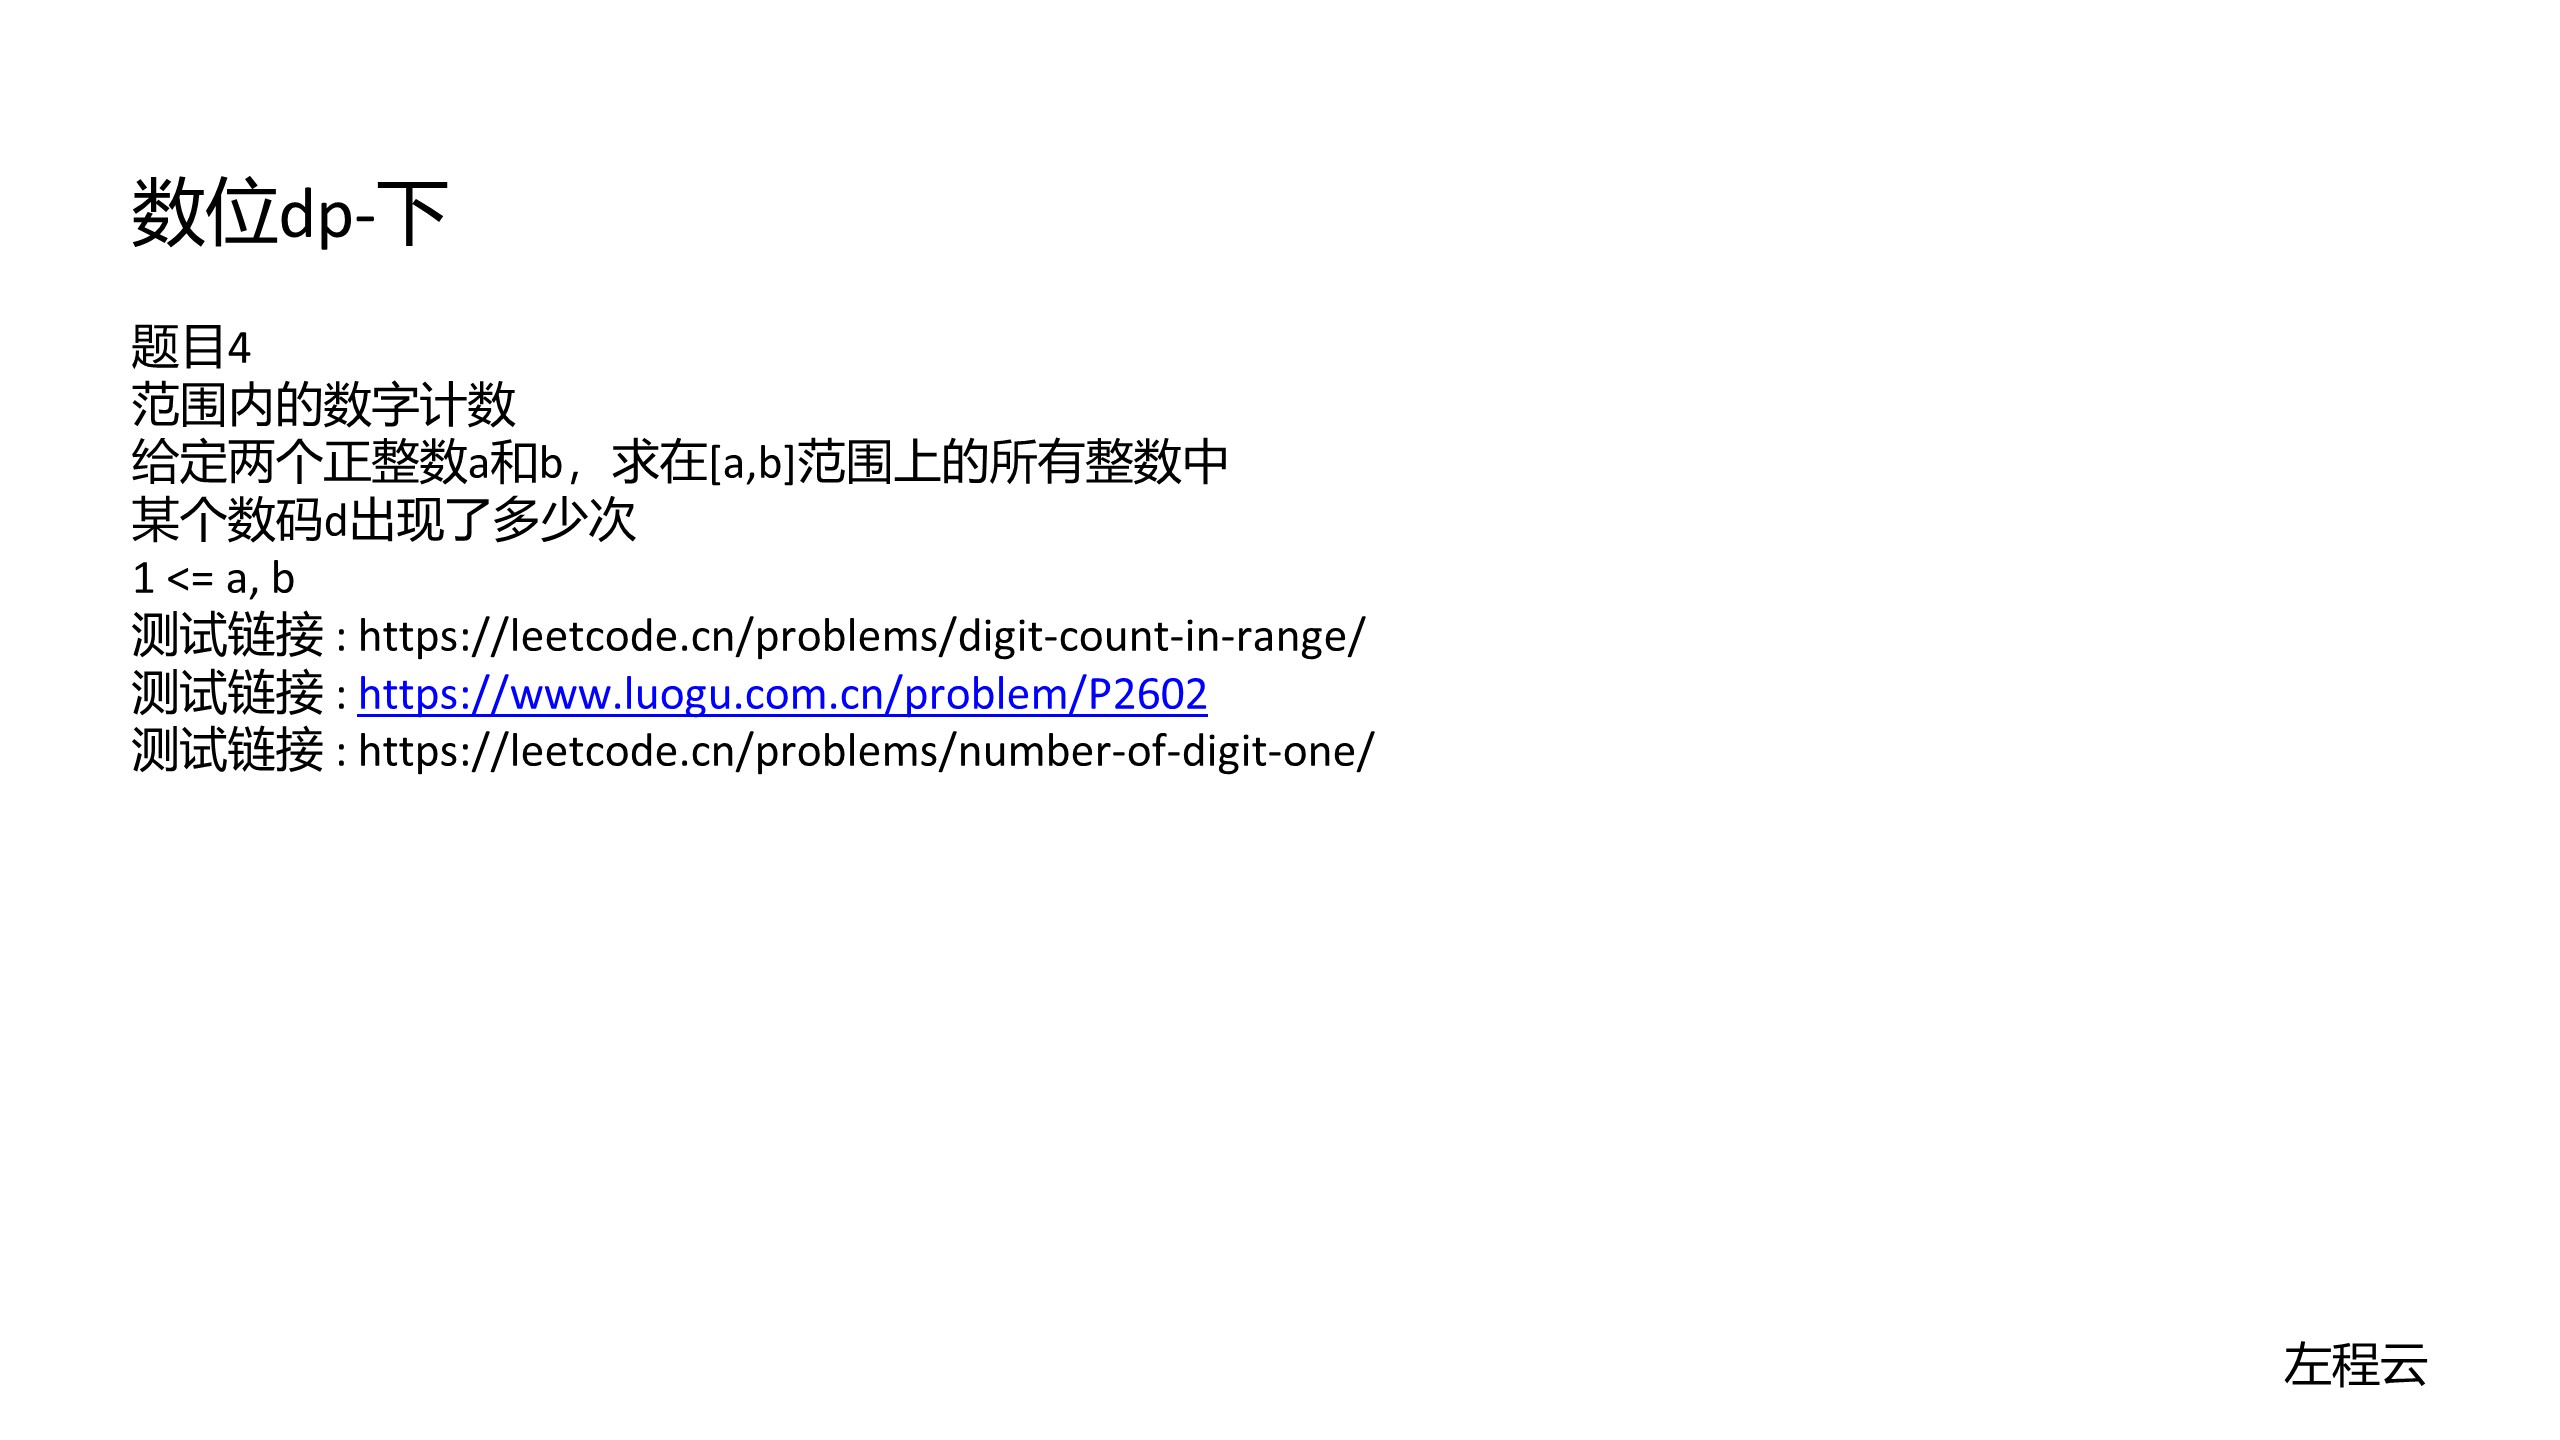 数位dp-下
题目4
范围内的数字计数
给定两个正整数a和b，求在[a,b]范围上的所有整数中
某个数码d出现了多少次
1 <= a, b
测试链接 : https://leetcode.cn/problems/digit-count-in-range/
测试链接 : https://www.luogu.com.cn/problem/P2602
测试链接 : https://leetcode.cn/problems/number-of-digit-one/
左程云